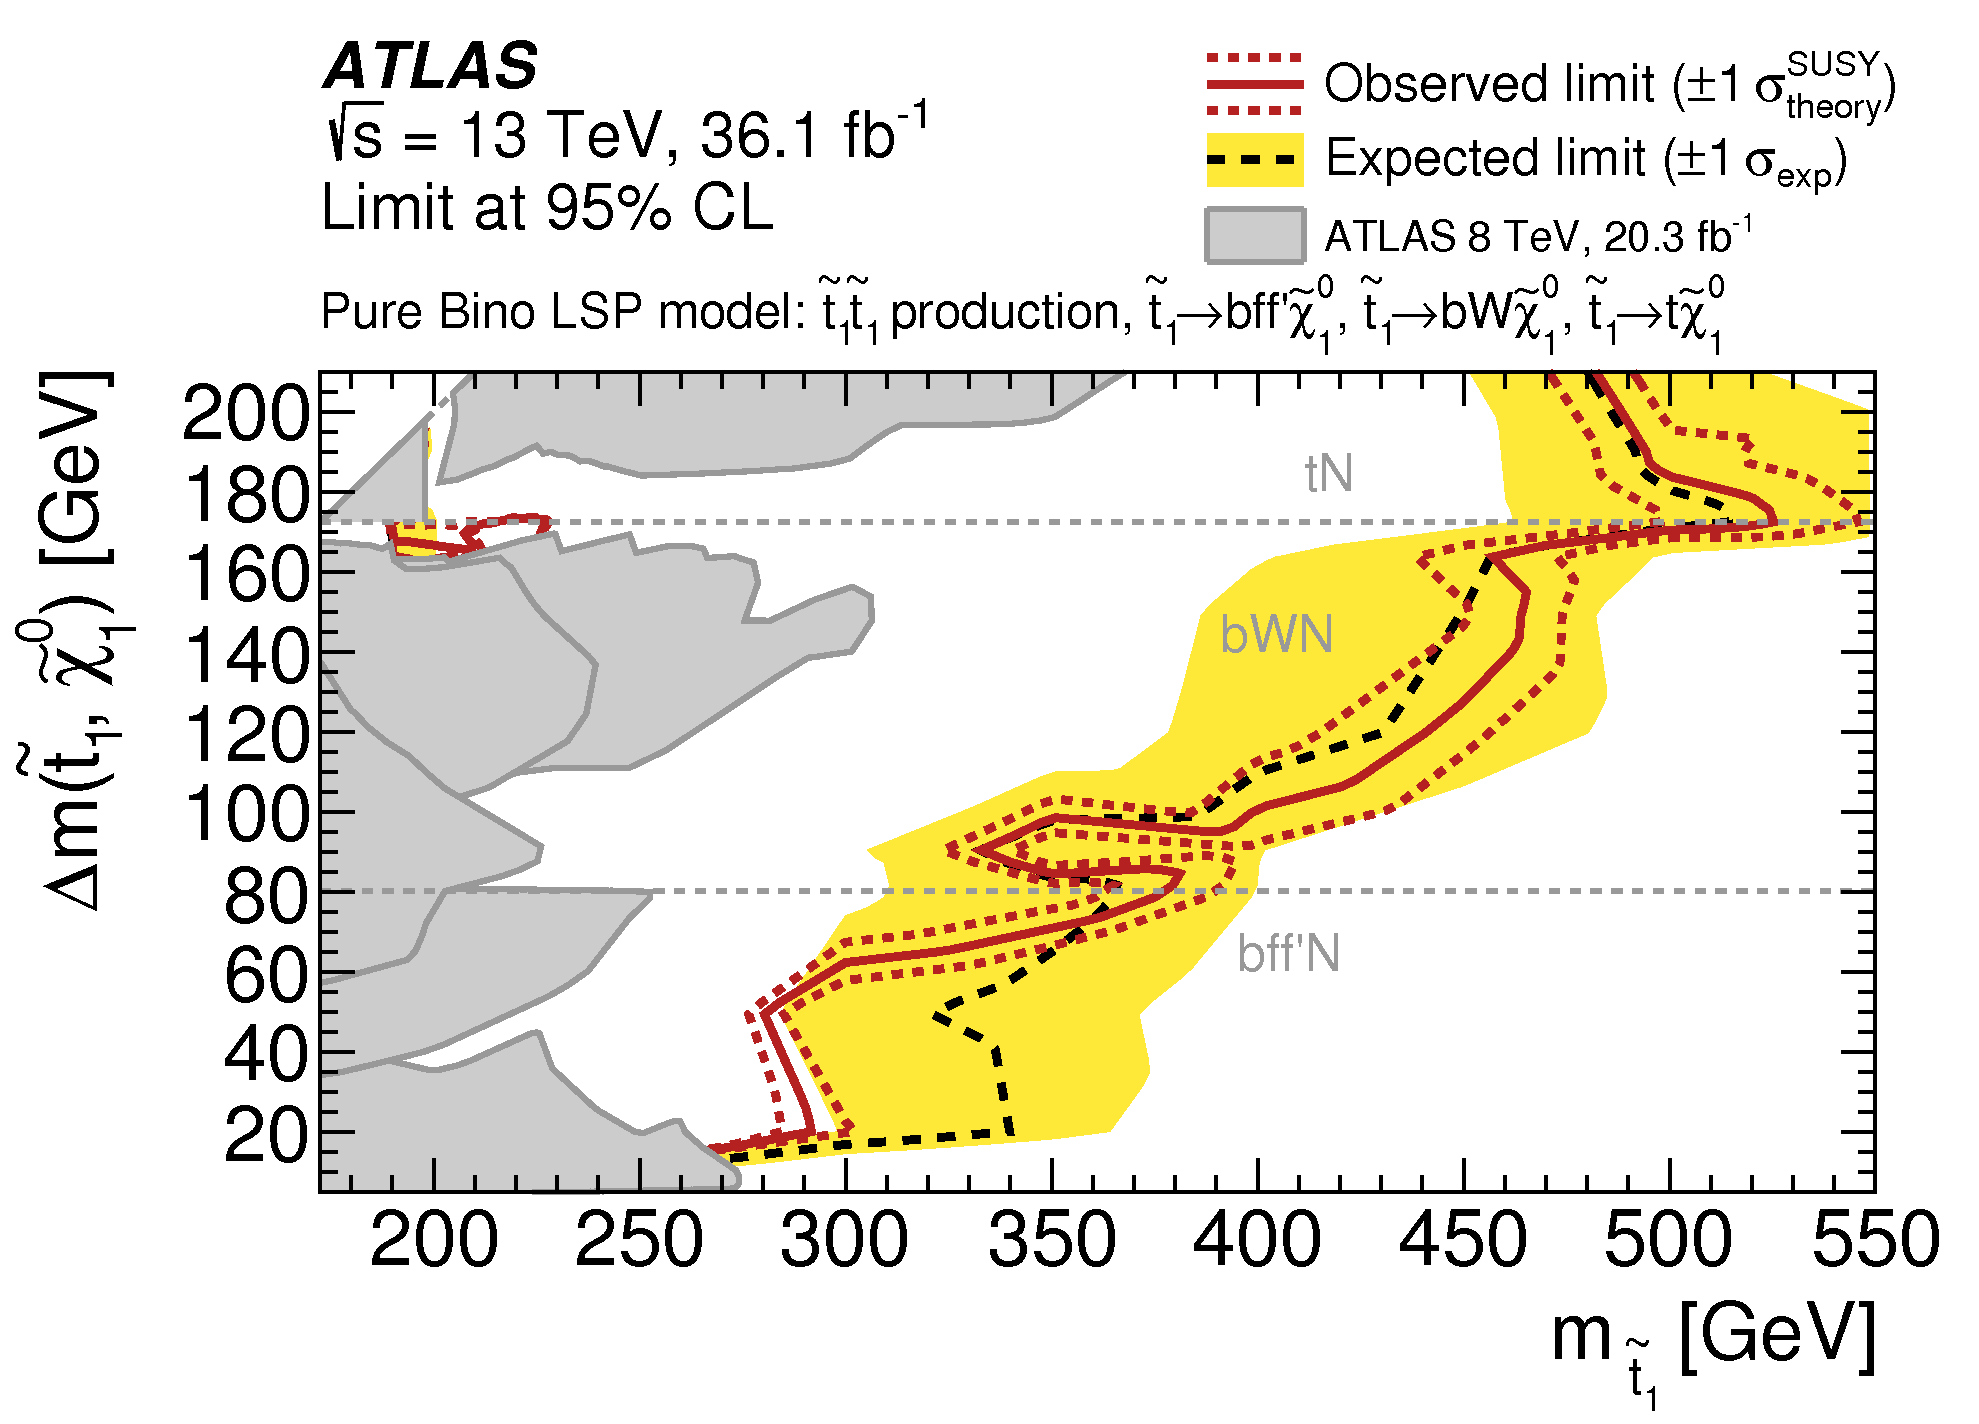 ATLAS
√s = 13 TeV, 36.1 fb⁻¹
Limit at 95% CL
Observed limit (±1 σ^SUSY_theory)
Expected limit (±1 σ_exp)
ATLAS 8 TeV, 20.3 fb⁻¹
Pure Bino LSP model: t̃₁t̃₁ production, t̃₁→bff'χ̃₁⁰, t̃₁→bWχ̃₁⁰, t̃₁→tχ̃₁⁰
Δm(t̃₁, χ̃₁⁰) [GeV]
200
180
160
140
120
100
80
60
40
20
tN
bWN
bff'N
200 250 300 350 400 450 500 550
m_t̃₁ [GeV]